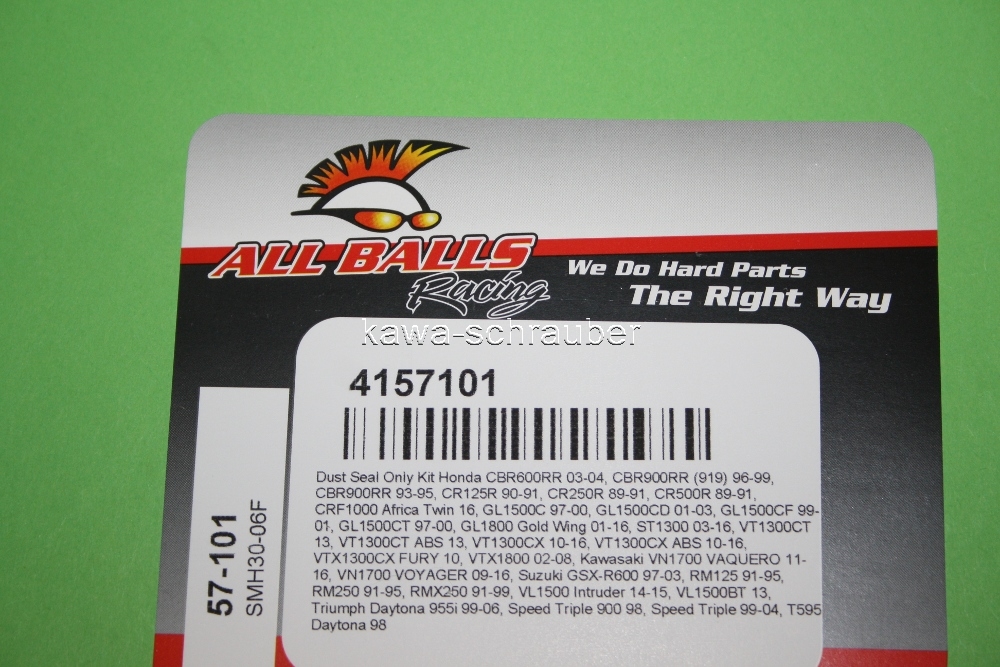 ALL BALLS
Racing
We Do Hard Parts
The Right Way
kawa-schrauber
4157101
Dust Seal Only Kit Honda CBR600RR 03-04, CBR900RR (919) 96-99,
CBR900RR 93-95, CR125R 90-91, CR250R 89-91, CR500R 89-91,
CRF1000 Africa Twin 16, GL1500C 97-00, GL1500CD 01-03, GL1500CF 99-
01, GL1500CT 97-00, GL1800 Gold Wing 01-16, ST1300 03-16, VT1300CT
13, VT1300CT ABS 13, VT1300CX 10-16, VT1300CX ABS 10-16,
VTX1300CX FURY 10, VTX1800 02-08, Kawasaki VN1700 VAQUERO 11-
16, VN1700 VOYAGER 09-16, Suzuki GSX-R600 97-03, RM125 91-95,
RM250 91-95, RMX250 91-99, VL1500 Intruder 14-15, VL1500BT 13,
Triumph Daytona 955i 99-06, Speed Triple 900 98, Speed Triple 99-04, T595
Daytona 98
57-101
SMH30-06F